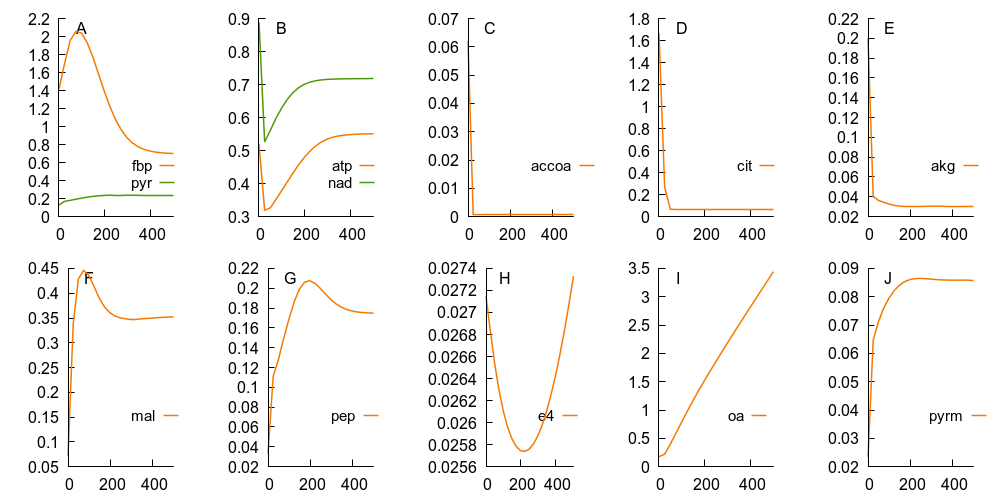 A
2.2
2
1.8
1.6
1.4
1.2
1
0.8
0.6
0.4
0.2
0
fbp
pyr
0 200 400
B
0.9
0.8
0.7
0.6
0.5
0.4
0.3
atp
nad
0 200 400
C
0.07
0.06
0.05
0.04
0.03
0.02
0.01
0
accoa
0 200 400
D
1.8
1.6
1.4
1.2
1
0.8
0.6
0.4
0.2
0
cit
0 200 400
E
0.22
0.2
0.18
0.16
0.14
0.12
0.1
0.08
0.06
0.04
0.02
akg
0 200 400
F
0.45
0.4
0.35
0.3
0.25
0.2
0.15
0.1
0.05
mal
0 200 400
G
0.22
0.2
0.18
0.16
0.14
0.12
0.1
0.08
0.06
0.04
0.02
pep
0 200 400
H
0.0274
0.0272
0.027
0.0268
0.0266
0.0264
0.0262
0.026
0.0258
0.0256
e4
0 200 400
I
3.5
3
2.5
2
1.5
1
0.5
0
oa
0 200 400
J
0.09
0.08
0.07
0.06
0.05
0.04
0.03
0.02
pyrm
0 200 400